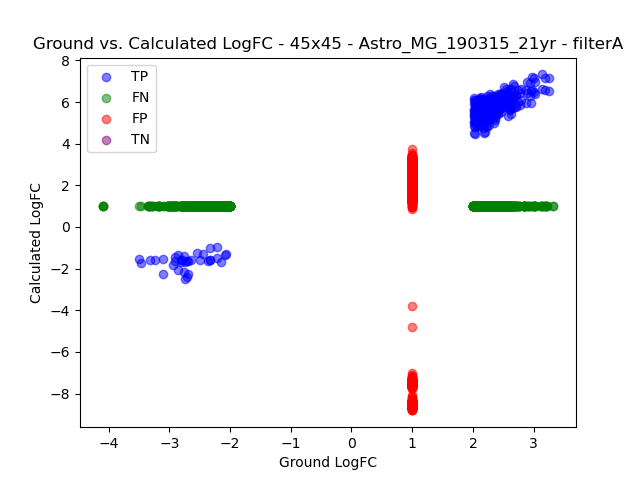 Ground vs. Calculated LogFC - 45x45 - Astro_MG_190315_21yr - filterA
TP
FN
FP
TN
8
6
4
2
0
−2
−4
−6
−8
Calculated LogFC
−4
−3
−2
−1
0
1
2
3
Ground LogFC